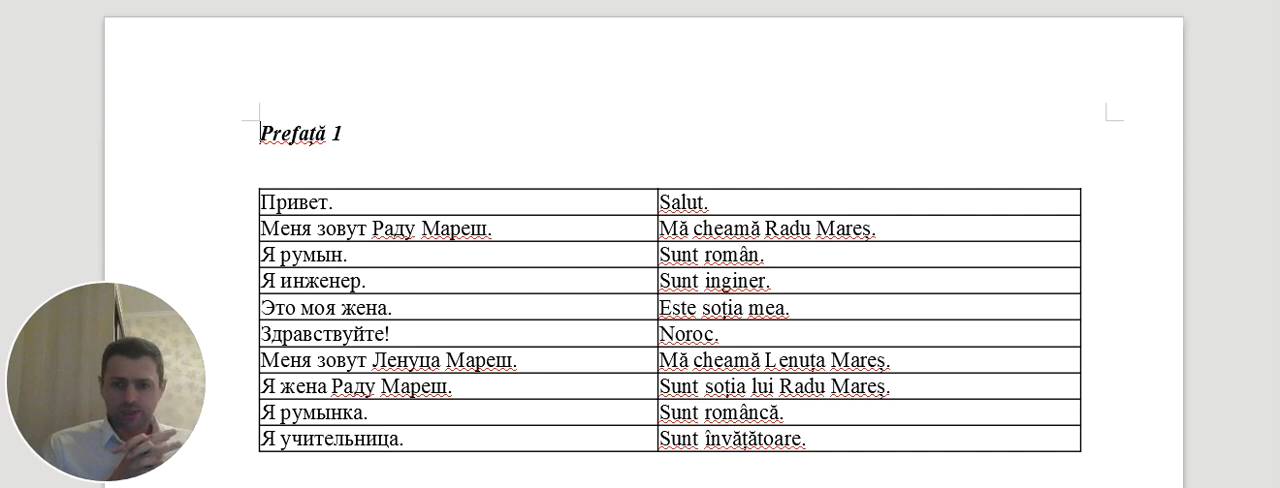 Prefață 1
Привет. Salut.
Меня зовут Раду Мареш. Mă cheamă Radu Mareș.
Я румын. Sunt român.
Я инженер. Sunt inginer.
Это моя жена. Este soția mea.
Здравствуйте! Noroc.
Меня зовут Ленуца Мареш. Mă cheamă Lenuța Mareș.
Я жена Раду Мареш. Sunt soția lui Radu Mareș.
Я румынка. Sunt româncă.
Я учительница. Sunt învățătoare.